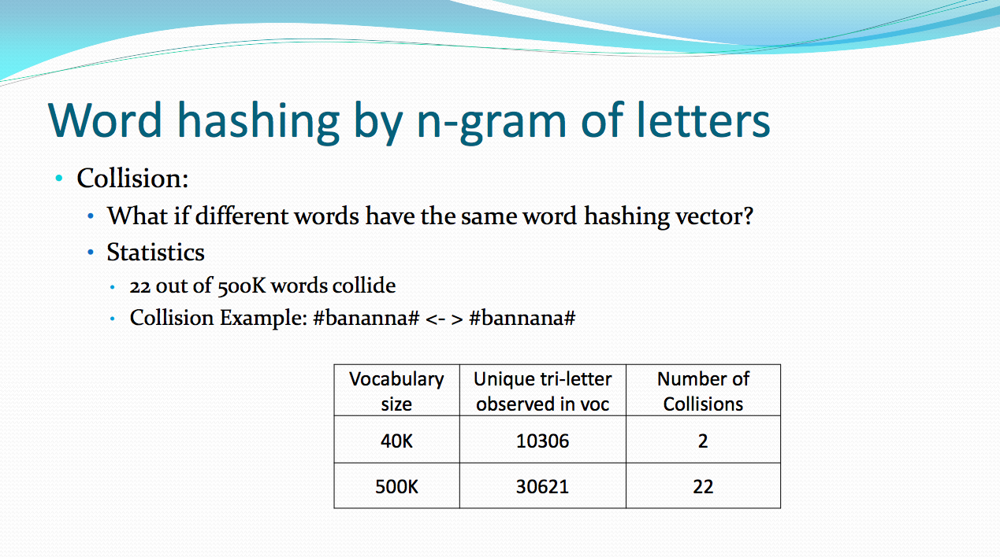 Word hashing by n-gram of letters
• Collision:
• What if different words have the same word hashing vector?
• Statistics
• 22 out of 500K words collide
• Collision Example: #bananna# <- > #bannana#
Vocabulary size Unique tri-letter observed in voc Number of Collisions
40K 10306 2
500K 30621 22